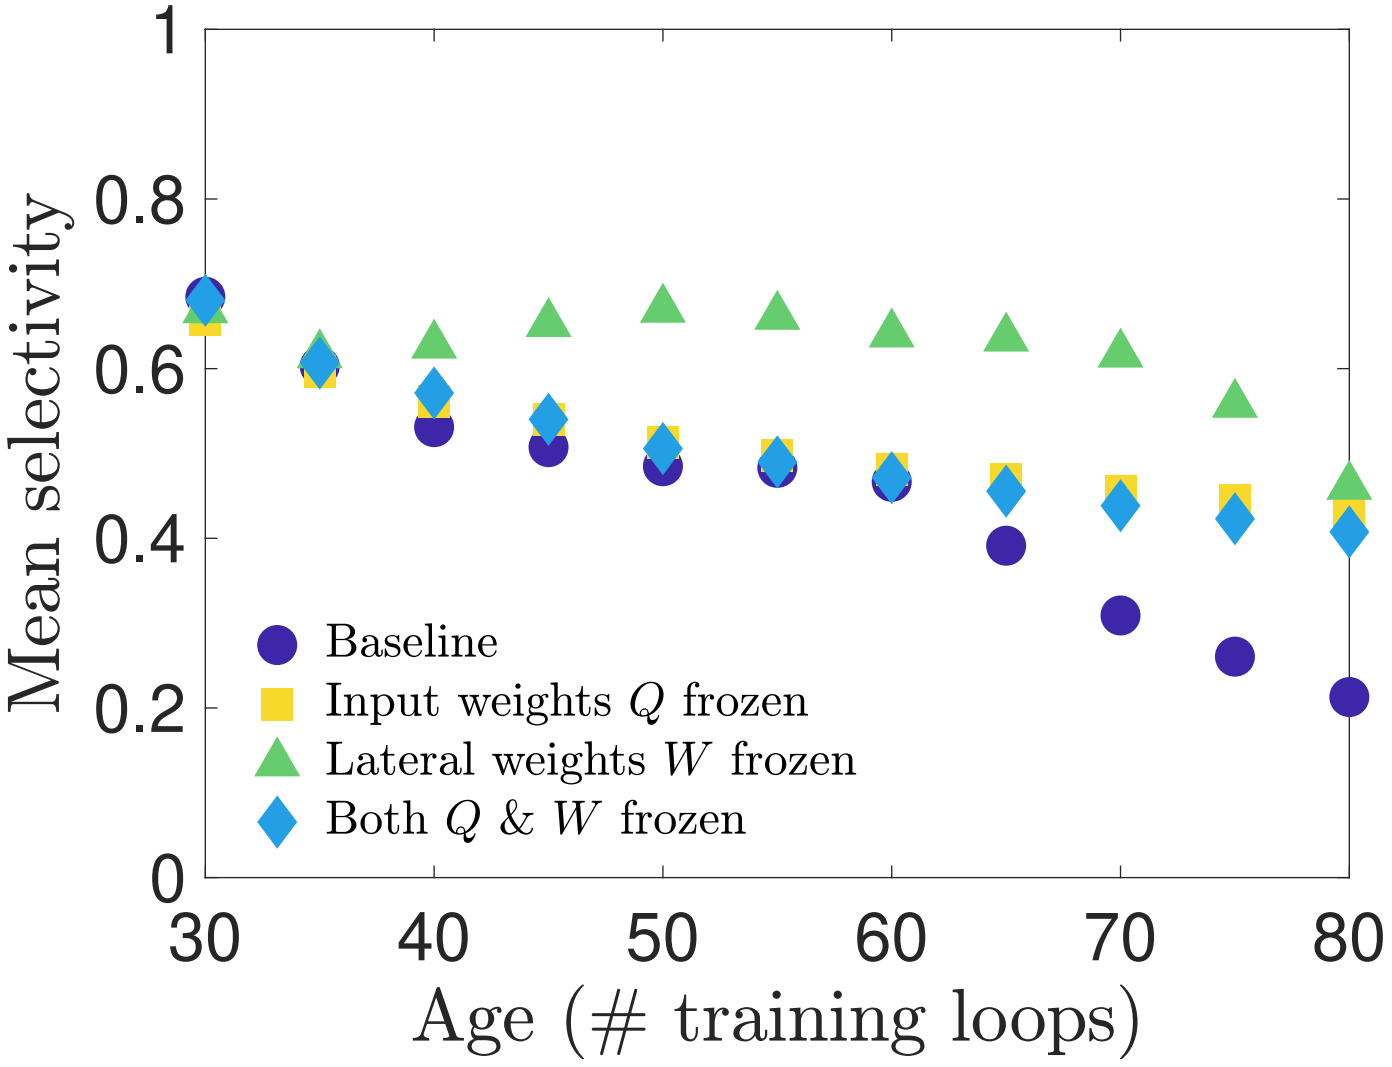 Mean selectivity
1
0.8
0.6
0.4
0.2
0
Baseline
Input weights Q frozen
Lateral weights W frozen
Both Q & W frozen
30 40 50 60 70 80
Age (# training loops)